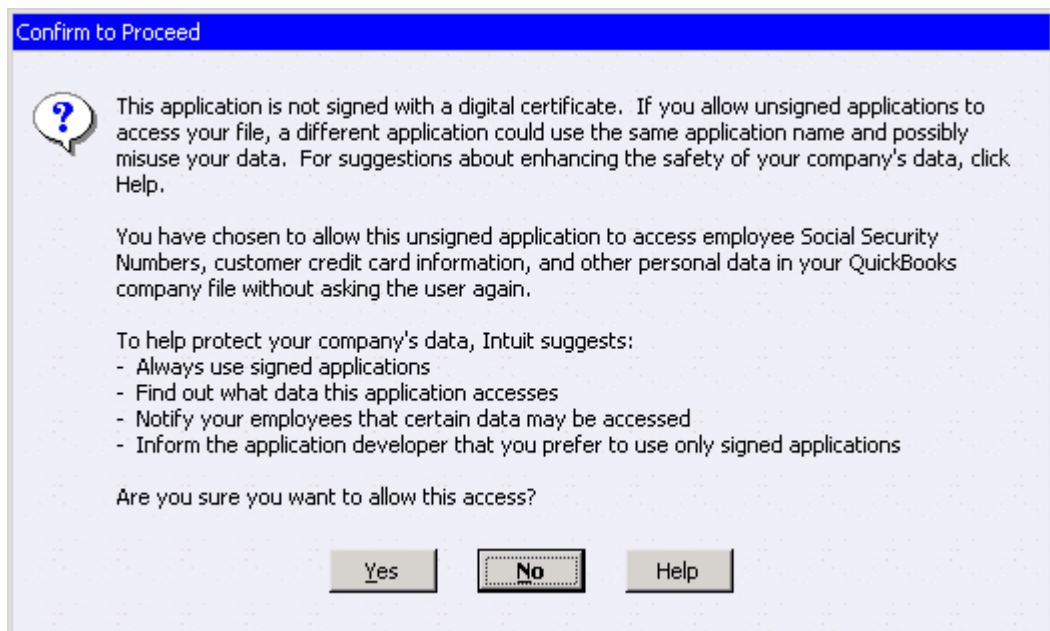 Confirm to Proceed
?
This application is not signed with a digital certificate.  If you allow unsigned applications to
access your file, a different application could use the same application name and possibly
misuse your data.  For suggestions about enhancing the safety of your company's data, click
Help.
You have chosen to allow this unsigned application to access employee Social Security
Numbers, customer credit card information, and other personal data in your QuickBooks
company file without asking the user again.
To help protect your company's data, Intuit suggests:
-  Always use signed applications
-  Find out what data this application accesses
-  Notify your employees that certain data may be accessed
-  Inform the application developer that you prefer to use only signed applications
Are you sure you want to allow this access?
Yes No Help